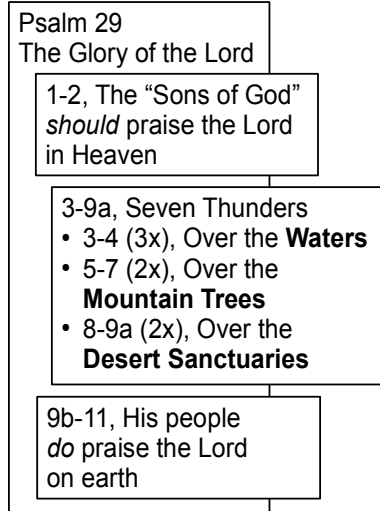 Psalm 29
The Glory of the Lord
1-2, The “Sons of God”
should praise the Lord
in Heaven
3-9a, Seven Thunders
• 3-4 (3x), Over the Waters
• 5-7 (2x), Over the
Mountain Trees
• 8-9a (2x), Over the
Desert Sanctuaries
9b-11, His people
do praise the Lord
on earth